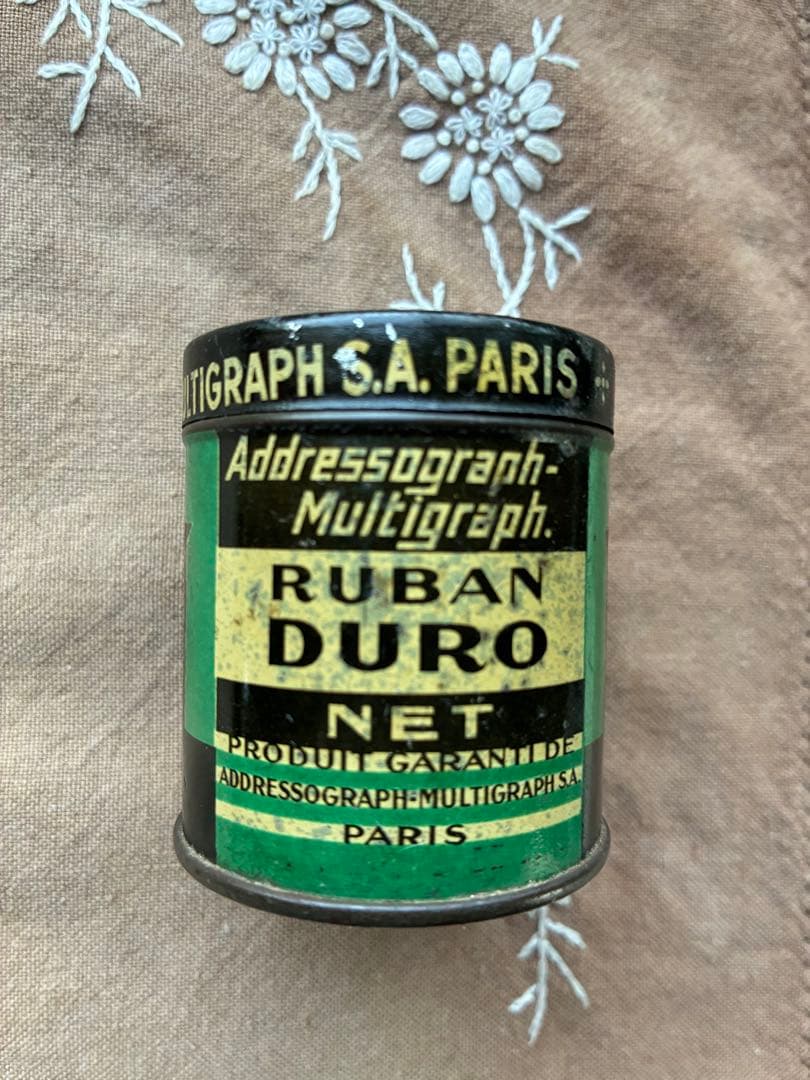 LTIGRAPH S.A. PARIS
Addressograph-
Multigraph.
RUBAN
DURO
NET
PRODUIT GARANTI DE
ADDRESSOGRAPH-MULTIGRAPH S.A.
PARIS